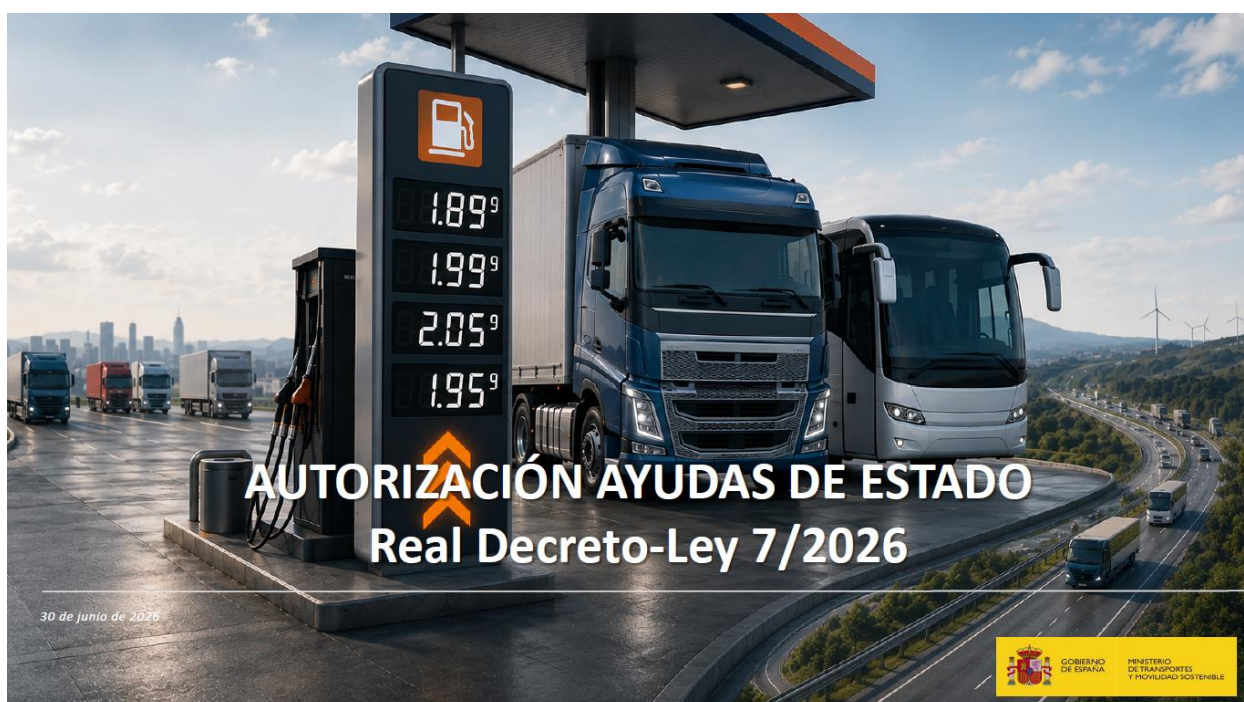 1.89⁹
1.99⁹
2.05⁹
1.95⁹
AUTORIZACIÓN AYUDAS DE ESTADO
Real Decreto-Ley 7/2026
30 de junio de 2026
GOBIERNO
DE ESPAÑA
MINISTERIO
DE TRANSPORTES
Y MOVILIDAD SOSTENIBLE